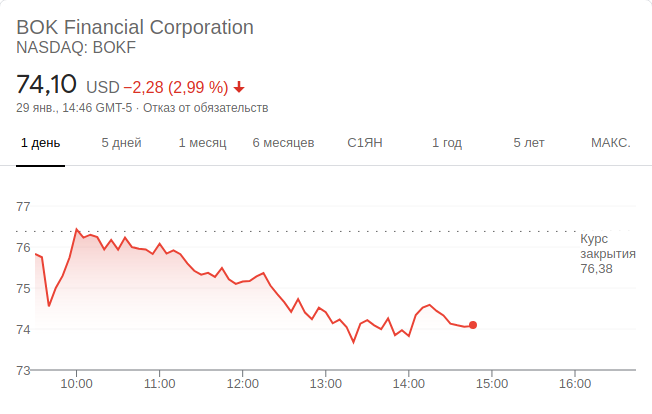 BOK Financial Corporation
NASDAQ: BOKF
74,10 USD −2,28 (2,99 %)
29 янв., 14:46 GMT-5 · Отказ от обязательств
1 день 5 дней 1 месяц 6 месяцев С1ЯН 1 год 5 лет МАКС.
77
76
75
74
73
Курс
закрытия
76,38
10:00 11:00 12:00 13:00 14:00 15:00 16:00